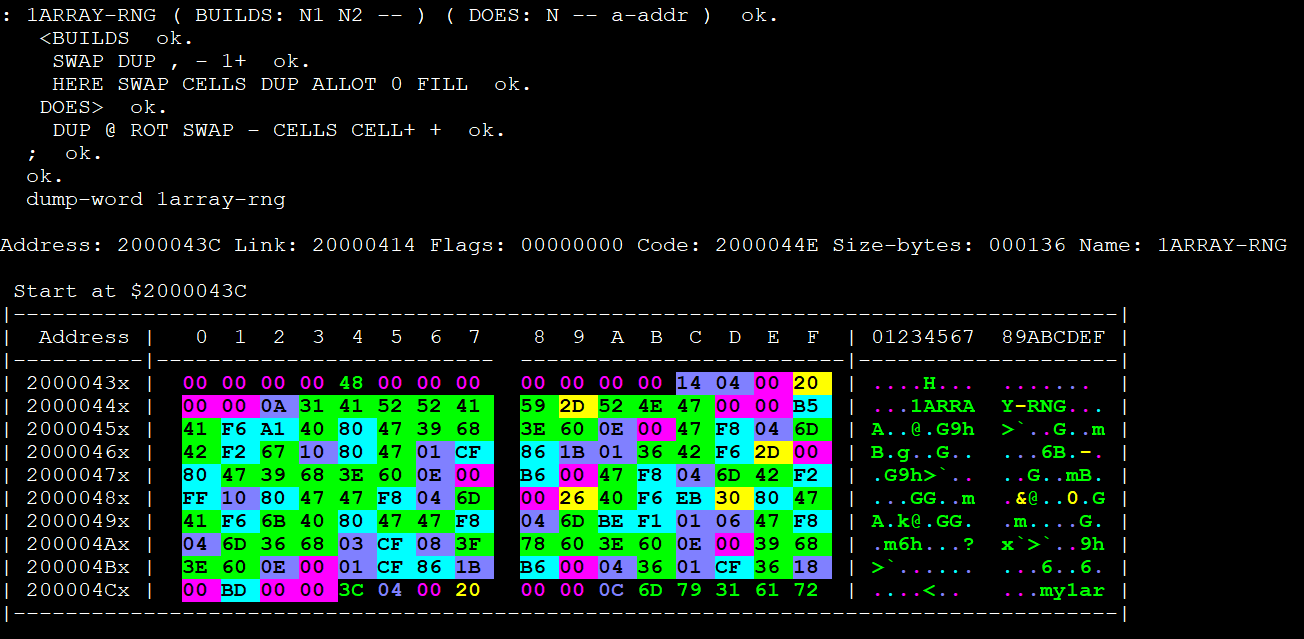 : 1ARRAY-RNG ( BUILDS: N1 N2 -- ) ( DOES: N -- a-addr )  ok.
<BUILDS  ok.
SWAP DUP , - 1+  ok.
HERE SWAP CELLS DUP ALLOT 0 FILL  ok.
DOES>  ok.
DUP @ ROT SWAP - CELLS CELL+ +  ok.
;  ok.
ok.
dump-word 1array-rng
Address: 2000043C Link: 20000414 Flags: 00000000 Code: 2000044E Size-bytes: 000136 Name: 1ARRAY-RNG
Start at $2000043C
|-------------------------------------------------------------------------------------|
| Address | 0 1 2 3 4 5 6 7 8 9 A B C D E F | 01234567 89ABCDEF |
|----------|-------------------------- -------------------------|--------------------|
| 2000043x | 00 00 00 00 48 00 00 00 00 00 00 00 14 04 00 20 | ....H... ....... |
| 2000044x | 00 00 0A 31 41 52 52 41 59 2D 52 4E 47 00 00 B5 | ...1ARRA Y-RNG... |
| 2000045x | 41 F6 A1 40 80 47 39 68 3E 60 0E 00 47 F8 04 6D | A..@.G9h >`..G..m |
| 2000046x | 42 F2 67 10 80 47 01 CF 86 1B 01 36 42 F6 2D 00 | B.g..G.. ...6B.-. |
| 2000047x | 80 47 39 68 3E 60 0E 00 B6 00 47 F8 04 6D 42 F2 | .G9h>`.. ..G..mB. |
| 2000048x | FF 10 80 47 47 F8 04 6D 00 26 40 F6 EB 30 80 47 | ...GG..m .&@..0.G |
| 2000049x | 41 F6 6B 40 80 47 47 F8 04 6D BE F1 01 06 47 F8 | A.k@.GG. .m....G. |
| 200004Ax | 04 6D 36 68 03 CF 08 3F 78 60 3E 60 0E 00 39 68 | .m6h...? x`>`..9h |
| 200004Bx | 3E 60 0E 00 01 CF 86 1B B6 00 04 36 01 CF 36 18 | >`...... ...6..6. |
| 200004Cx | 00 BD 00 00 3C 04 00 20 00 00 0C 6D 79 31 61 72 | ....<.. ...my1ar |
|-------------------------------------------------------------------------------------|